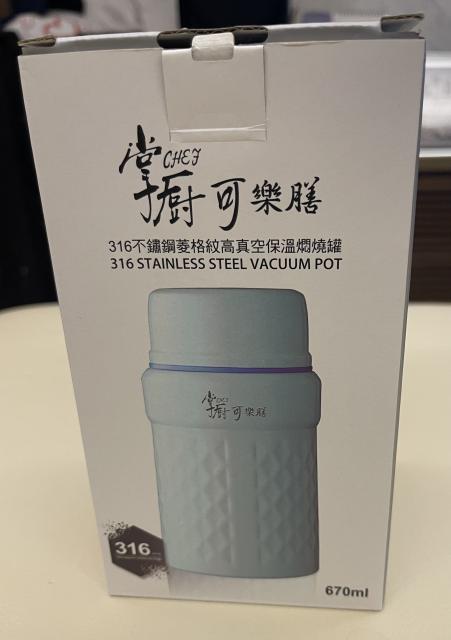 掌廚 CHEF 可樂膳
316不鏽鋼菱格紋高真空保溫燜燒罐
316 STAINLESS STEEL VACUUM POT
掌廚 可樂膳
316
670ml